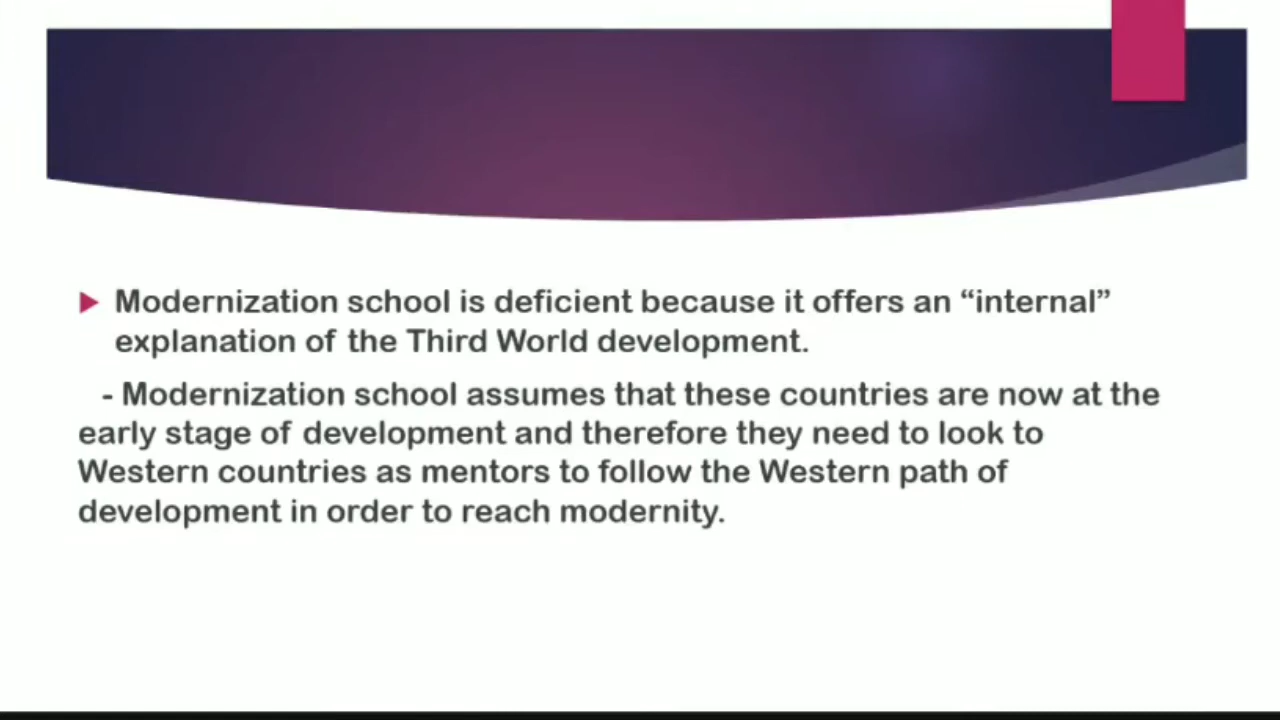 Modernization school is deficient because it offers an “internal”
explanation of the Third World development.
- Modernization school assumes that these countries are now at the
early stage of development and therefore they need to look to
Western countries as mentors to follow the Western path of
development in order to reach modernity.